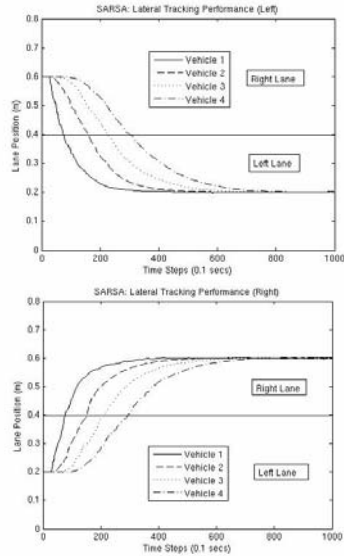 SARSA: Lateral Tracking Performance (Left)
0.8
0.7
0.6
0.5
0.4
0.3
0.2
0.1
0
Lane Position (m)
Vehicle 1
Vehicle 2
Vehicle 3
Vehicle 4
Right Lane
Left Lane
0 200 400 600 800 1000
Time Steps (0.1 secs)
SARSA: Lateral Tracking Performance (Right)
0.8
0.7
0.6
0.5
0.4
0.3
0.2
0.1
0
Lane Position (m)
Right Lane
Vehicle 1
Vehicle 2
Vehicle 3
Vehicle 4
Left Lane
0 200 400 600 800 1000
Time Steps (0.1 secs)